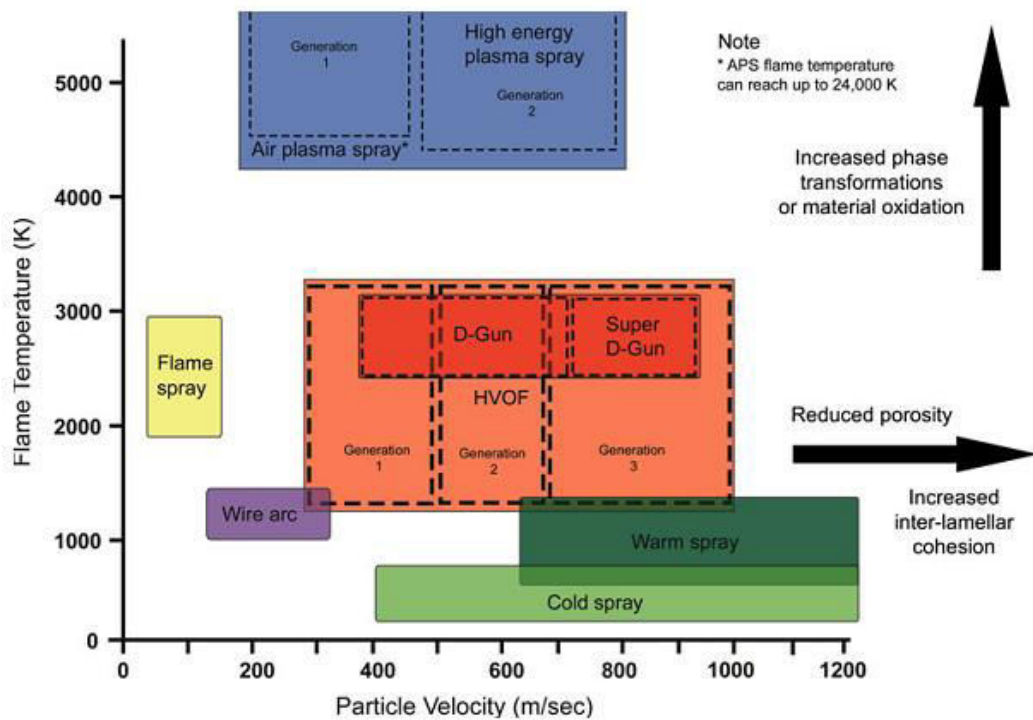 Generation
1
High energy
plasma spray
Generation
2
Air plasma spray*
Note
* APS flame temperature
can reach up to 24,000 K
Increased phase
transformations
or material oxidation
Flame Temperature (K)
5000
4000
3000
2000
1000
0
Flame
spray
D-Gun
Super
D-Gun
HVOF
Generation
1
Generation
2
Generation
3
Reduced porosity
Increased
inter-lamellar
cohesion
Wire arc
Warm spray
Cold spray
0
200
400
600
800
1000
1200
Particle Velocity (m/sec)